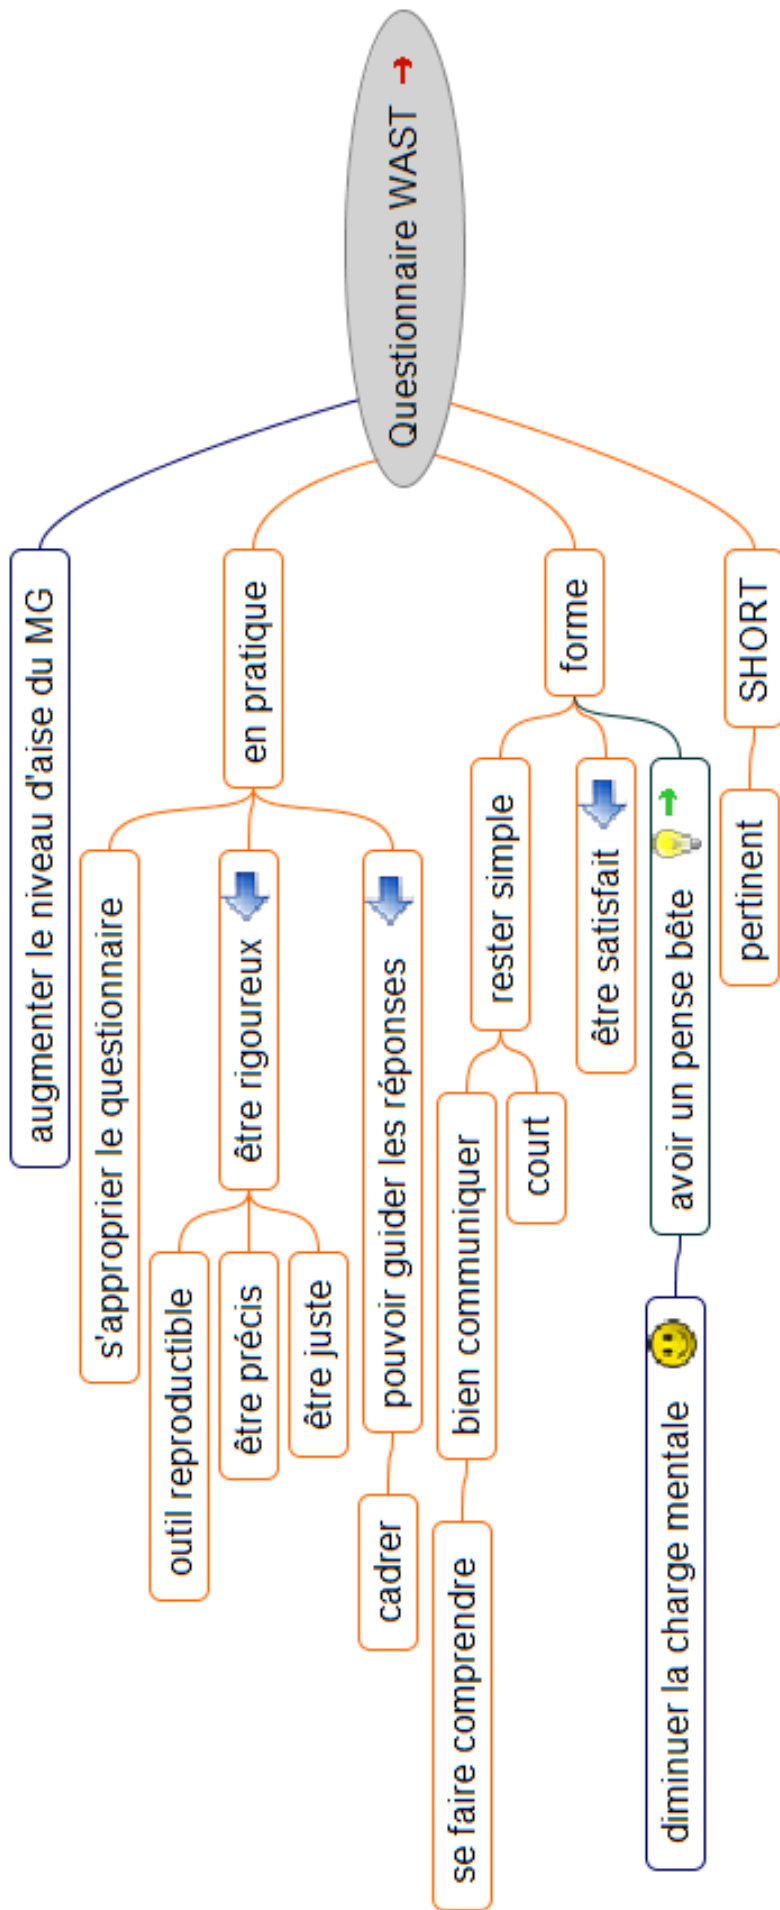 Questionnaire WAST
augmenter le niveau d'aise du MG
en pratique
s'approprier le questionnaire
être rigoureux
outil reproductible
être précis
être juste
pouvoir guider les réponses
cadrer
forme
rester simple
bien communiquer
se faire comprendre
court
être satisfait
avoir un pense bête
diminuer la charge mentale
SHORT
pertinent